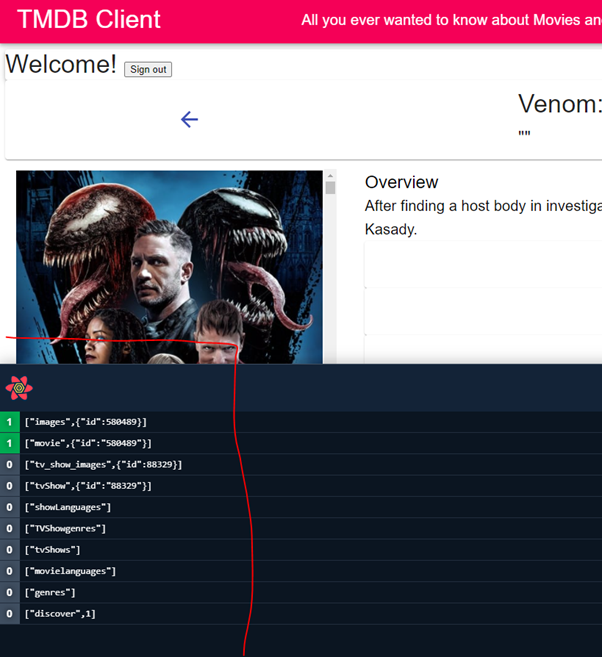 TMDB Client
All you ever wanted to know about Movies an
Welcome! Sign out
Venom:
""
Overview
After finding a host body in investiga
Kasady.
1 ["images",{"id":580489}]
1 ["movie",{"id":"580489"}]
0 ["tv_show_images",{"id":88329}]
0 ["tvShow",{"id":"88329"}]
0 ["showLanguages"]
0 ["TVShowgenres"]
0 ["tvShows"]
0 ["movielanguages"]
0 ["genres"]
0 ["discover",1]